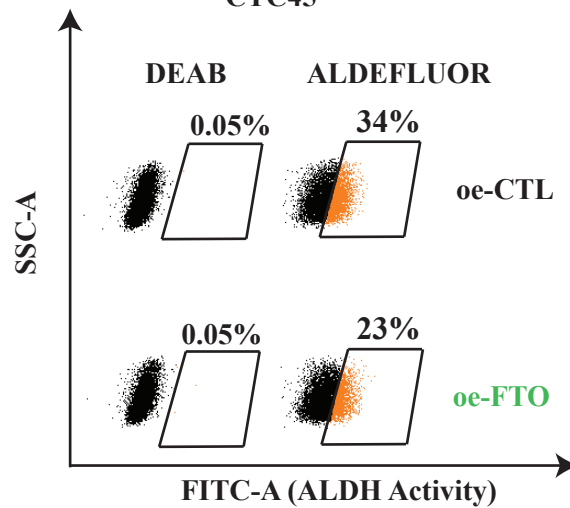 DEAB ALDEFLUOR
0.05% 34%
oe-CTL
SSC-A
0.05% 23%
oe-FTO
FITC-A (ALDH Activity)